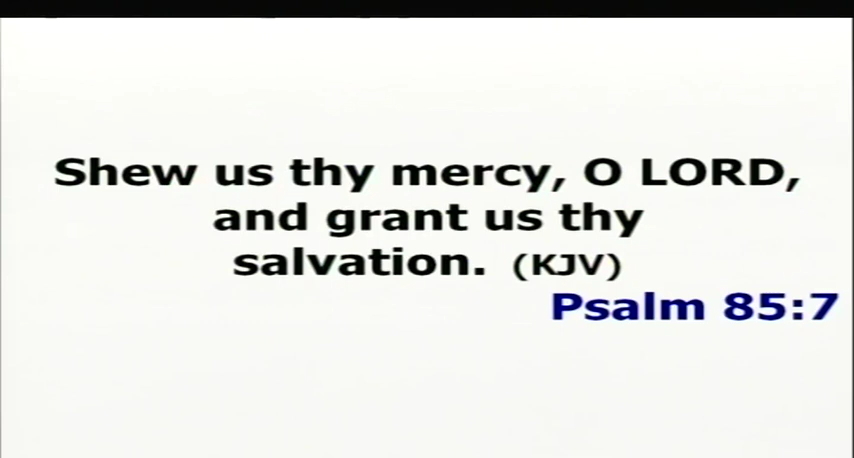 Shew us thy mercy, O LORD,
and grant us thy
salvation. (KJV)
Psalm 85:7